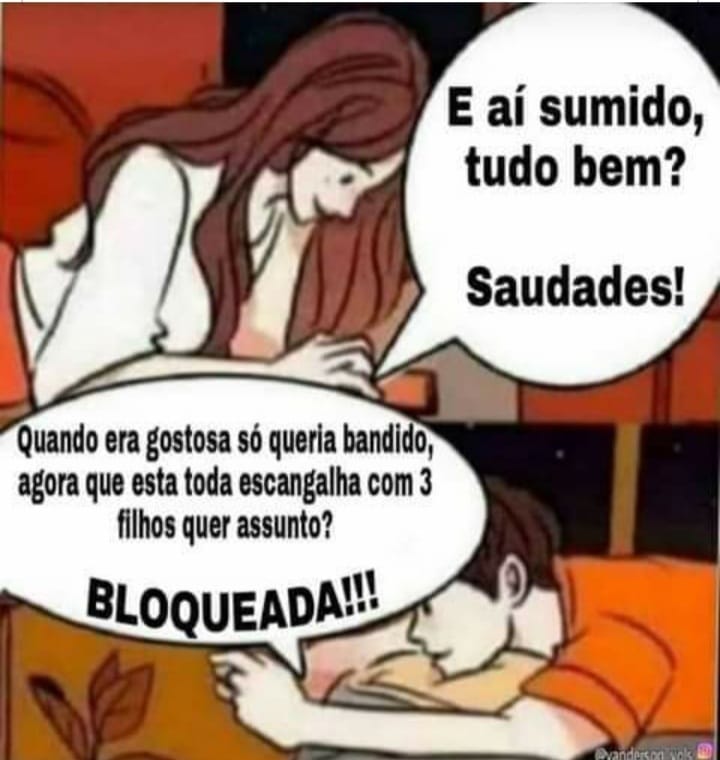 E aí sumido,
tudo bem?
Saudades!
Quando era gostosa só queria bandido,
agora que esta toda escangalha com 3
filhos quer assunto?
BLOQUEADA!!!